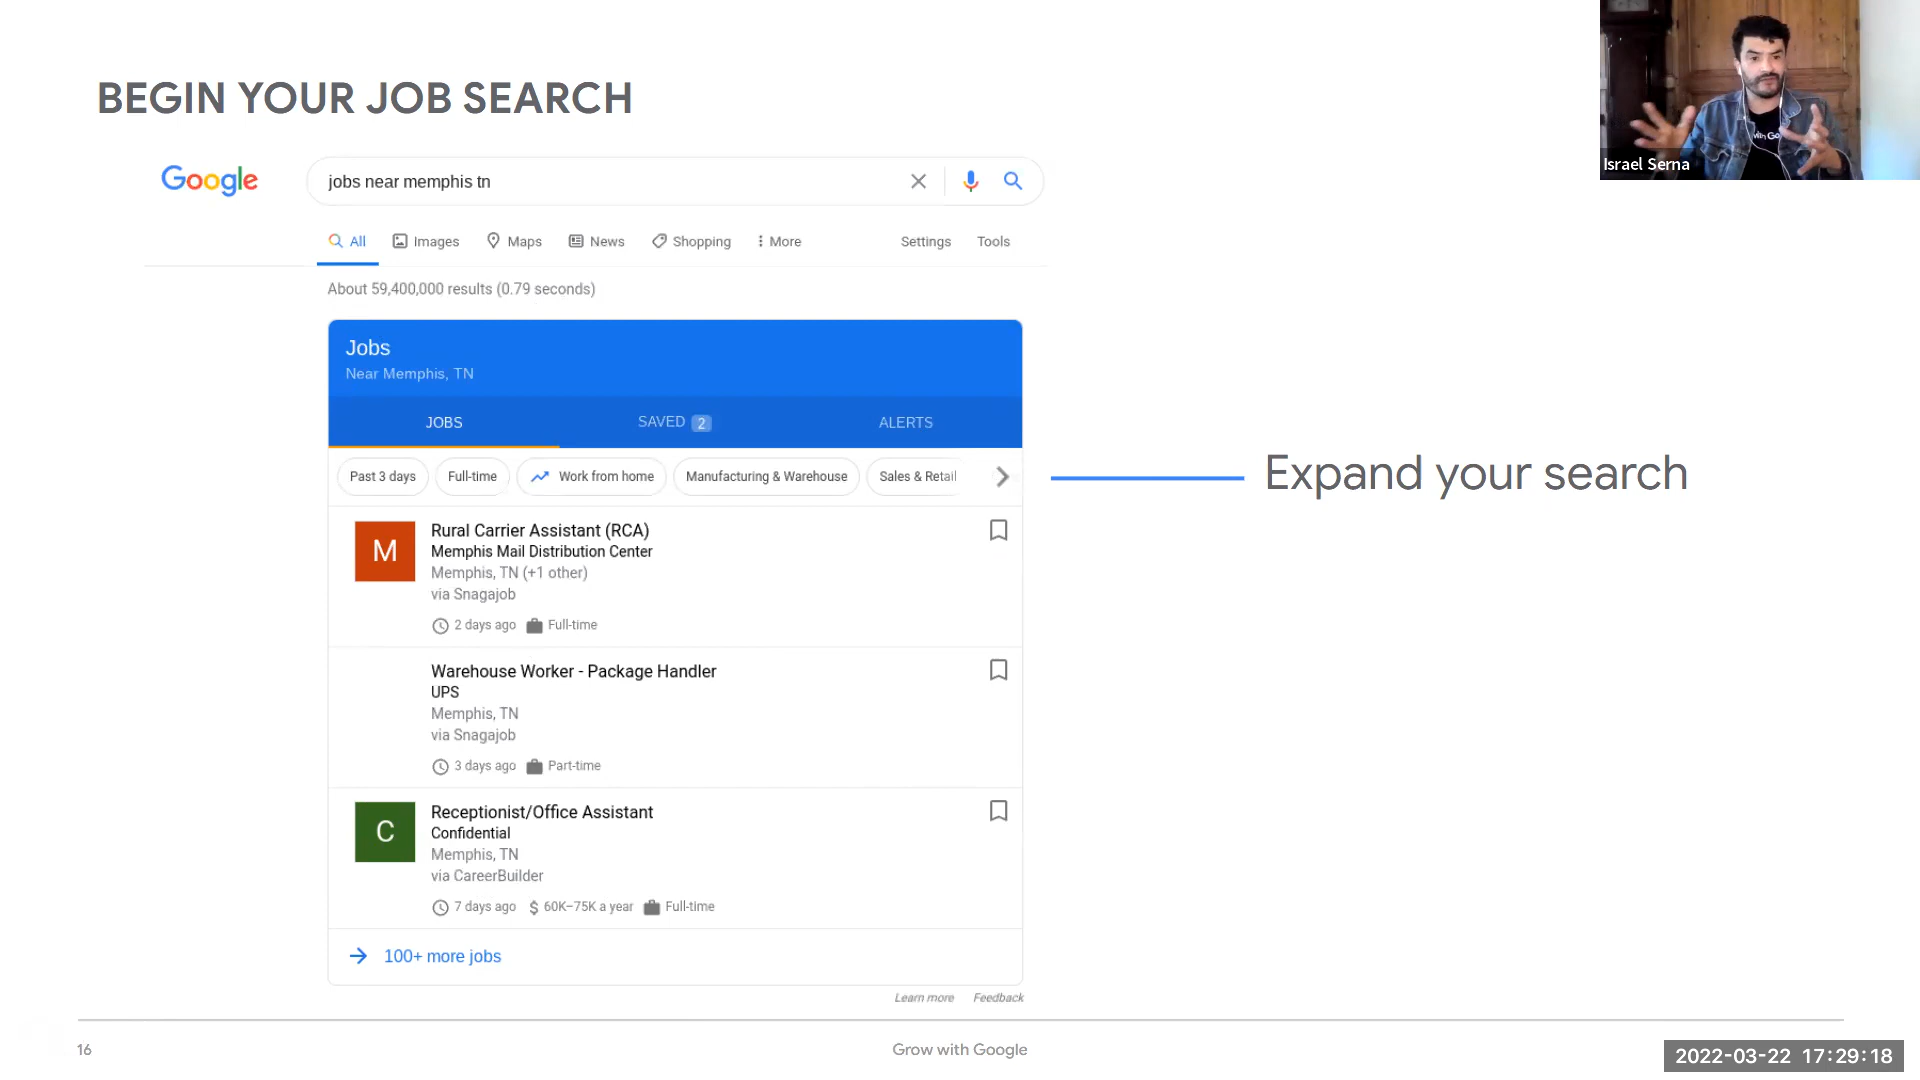 BEGIN YOUR JOB SEARCH
Israel Serna
Google
jobs near memphis tn
All Images Maps News Shopping More Settings Tools
About 59,400,000 results (0.79 seconds)
Jobs
Near Memphis, TN
JOBS SAVED 2 ALERTS
Past 3 days Full-time Work from home Manufacturing & Warehouse Sales & Retail
Expand your search
M
Rural Carrier Assistant (RCA)
Memphis Mail Distribution Center
Memphis, TN (+1 other)
via Snagajob
2 days ago Full-time
Warehouse Worker - Package Handler
UPS
Memphis, TN
via Snagajob
3 days ago Part-time
C
Receptionist/Office Assistant
Confidential
Memphis, TN
via CareerBuilder
7 days ago $ 60K–75K a year Full-time
100+ more jobs
Learn more Feedback
16
Grow with Google
2022-03-22 17:29:18